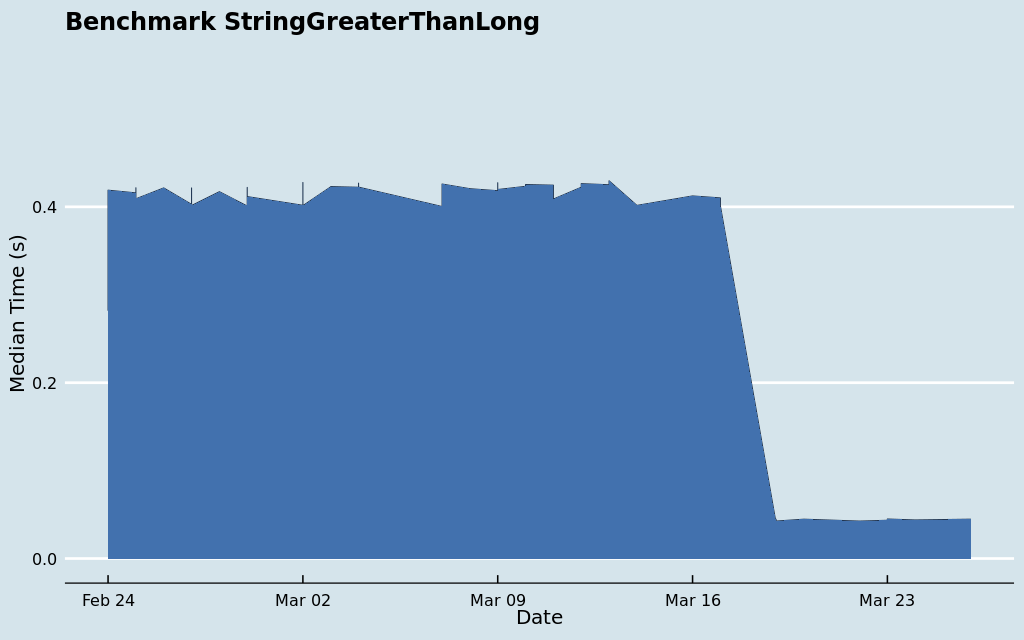 Benchmark StringGreaterThanLong
Median Time (s)
0.4
0.2
0.0
Feb 24 Mar 02 Mar 09 Mar 16 Mar 23
Date